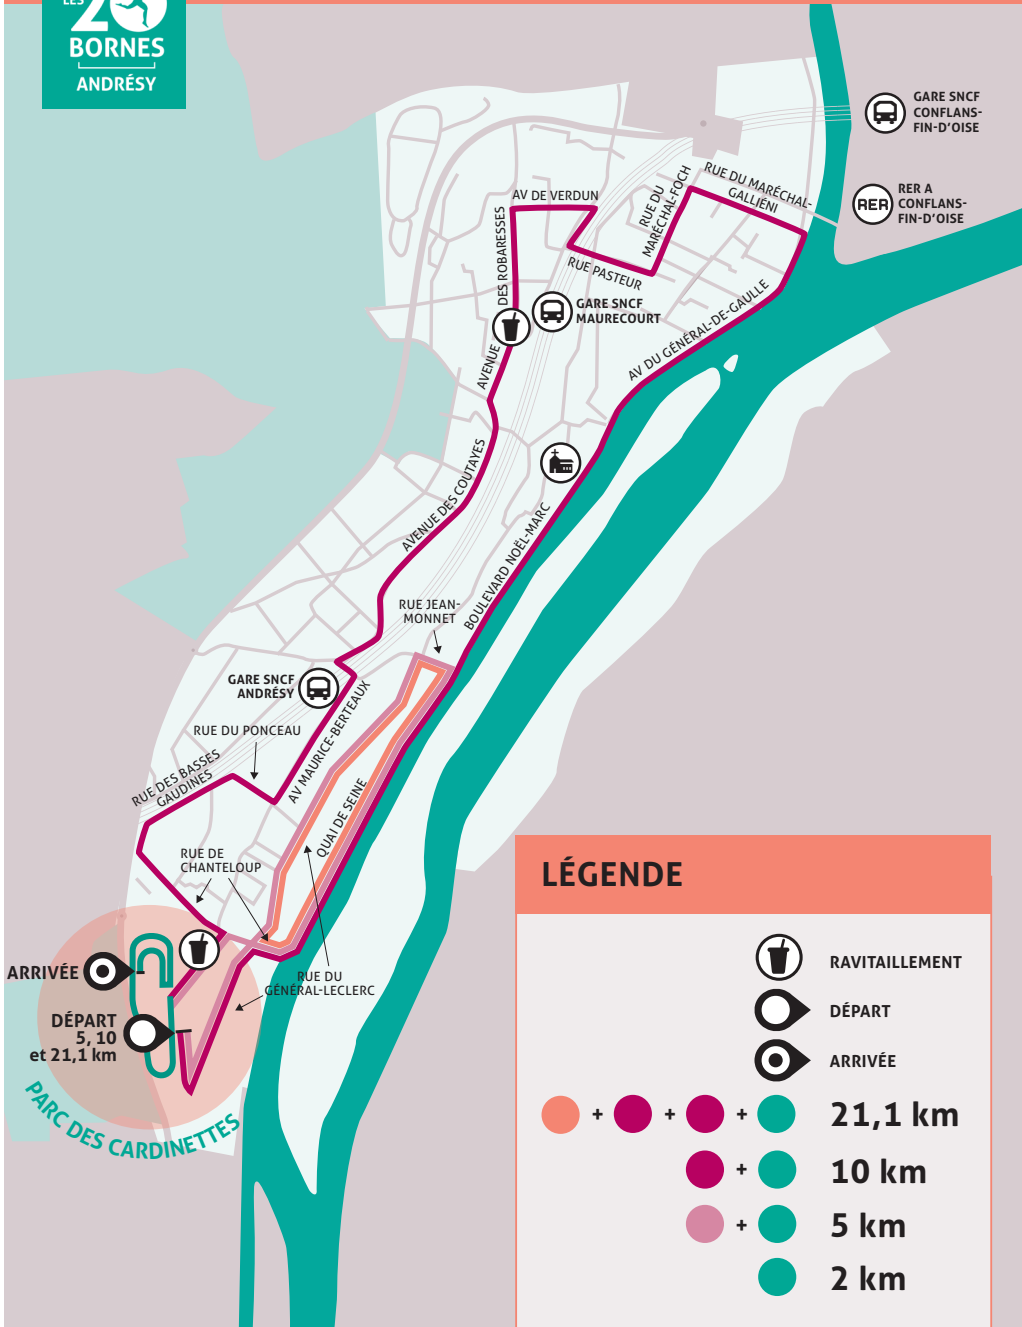 LES
20
BORNES
ANDRÉSY
GARE SNCF
CONFLANS-
FIN-D'OISE
RER
RER A
CONFLANS-
FIN-D'OISE
RUE DU MARÉCHAL-
GALLIÉNI
RUE DU
MARÉCHAL-FOCH
AV DE VERDUN
RUE PASTEUR
AVENUE DES ROBARESSES
GARE SNCF
MAURECOURT
AV DU GÉNÉRAL-DE-GAULLE
AVENUE DES COUTAYES
BOULEVARD NOËL-MARC
RUE JEAN-
MONNET
GARE SNCF
ANDRÉSY
RUE DU PONCEAU
AV MAURICE-BERTEAUX
RUE DES BASSES
GAUDINES
QUAI DE SEINE
RUE DE
CHANTELOUP
RUE DU
GÉNÉRAL-LECLERC
ARRIVÉE
DÉPART
5, 10
et 21,1 km
PARC DES CARDINETTES
LÉGENDE
RAVITAILLEMENT
DÉPART
ARRIVÉE
+ + + 21,1 km
+ 10 km
+ 5 km
2 km